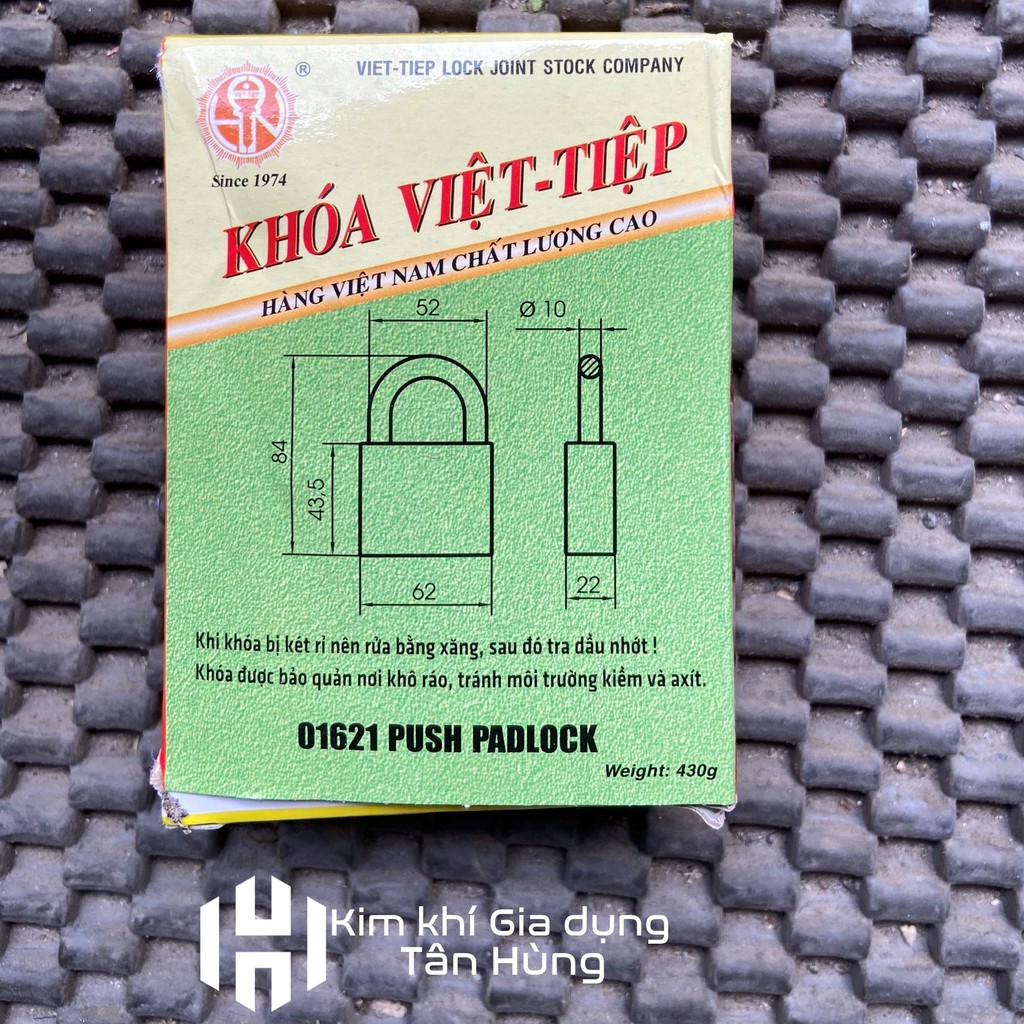 VIỆT TIỆP
®
VIET-TIEP LOCK JOINT STOCK COMPANY
Since 1974
KHÓA VIỆT-TIỆP
HÀNG VIỆT NAM CHẤT LƯỢNG CAO
52
Ø 10
84
43,5
62
22
Khi khóa bị két rỉ nên rửa bằng xăng, sau đó tra dầu nhớt !
Khóa được bảo quản nơi khô ráo, tránh môi trường kiềm và axít.
01621 PUSH PADLOCK
Weight: 430g
Kim khí Gia dụng
Tân Hùng